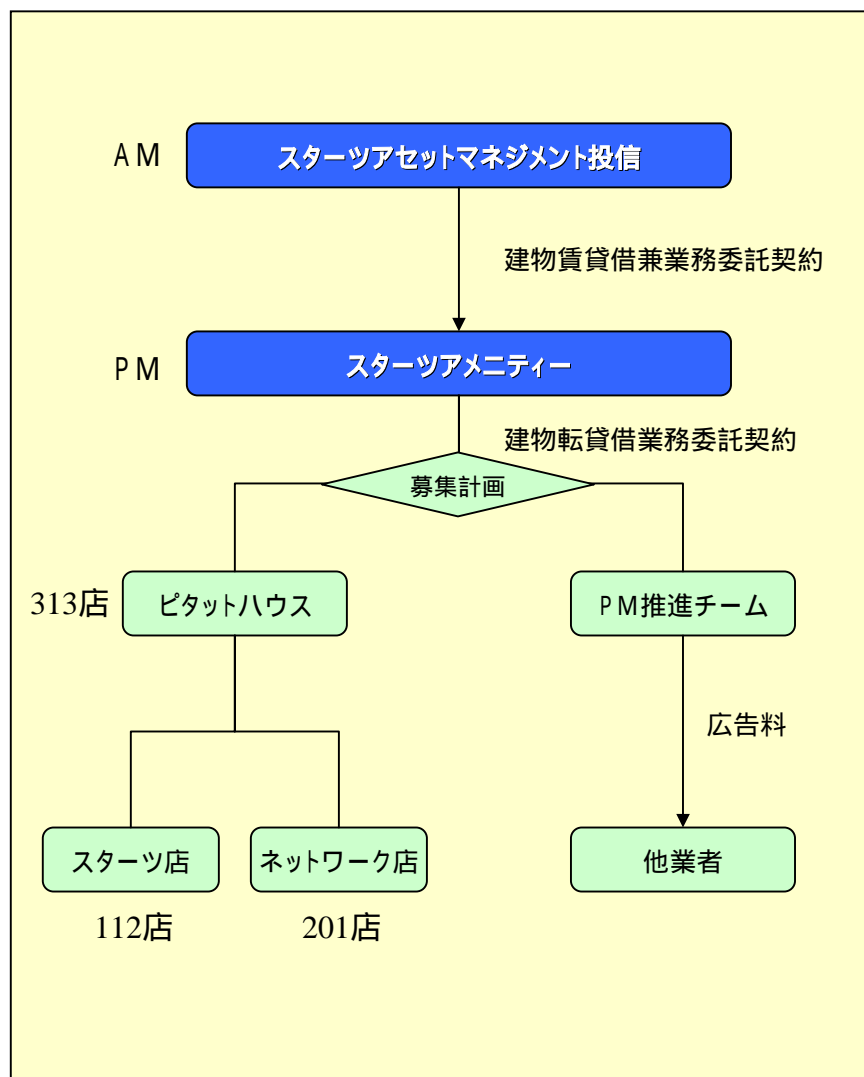 AM
スターツアセットマネジメント投信
建物賃貸借兼業務委託契約
PM
スターツアメニティー
建物転貸借業務委託契約
募集計画
313店
ピタットハウス
PM推進チーム
広告料
スターツ店
ネットワーク店
他業者
112店
201店